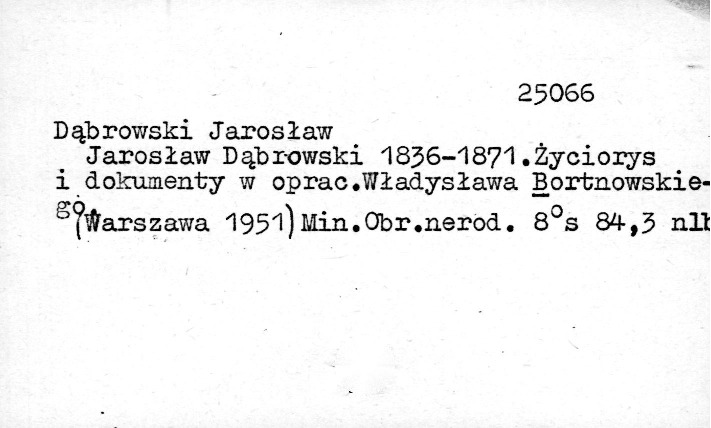 25066
Dąbrowski Jarosław
Jarosław Dąbrowski 1836-1871.Życiorys
i dokumenty w oprac.Władysława Bortnowskie-
go.(Warszawa 1951)Min.Obr.nerod. 8°s 84,3 nlb